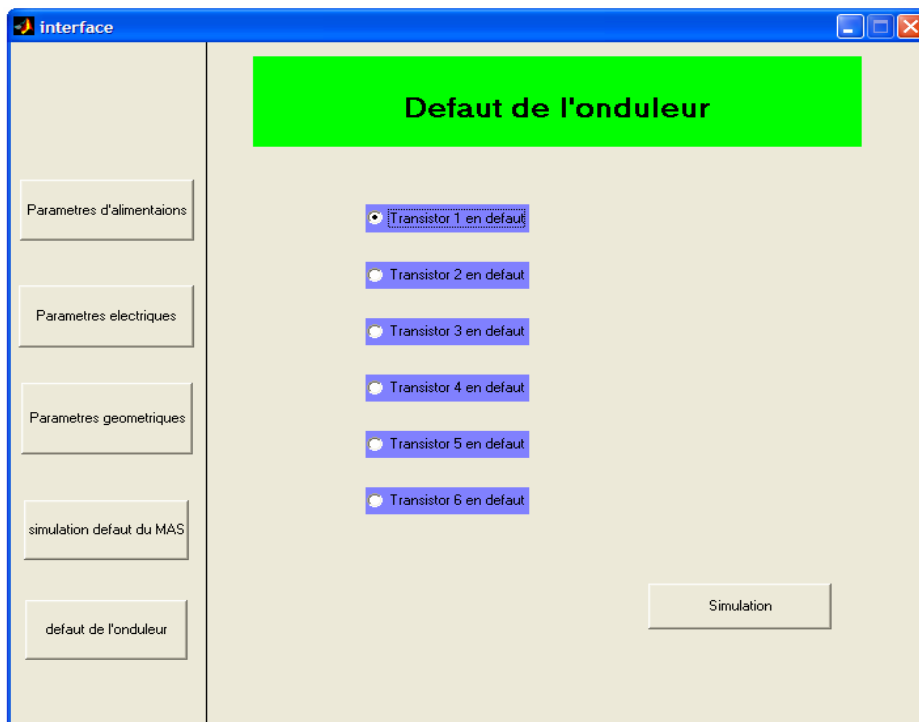 interface
Defaut de l'onduleur
Parametres d'alimentaions
Parametres electriques
Parametres geometriques
simulation defaut du MAS
defaut de l'onduleur
Transistor 1 en defaut
Transistor 2 en defaut
Transistor 3 en defaut
Transistor 4 en defaut
Transistor 5 en defaut
Transistor 6 en defaut
Simulation